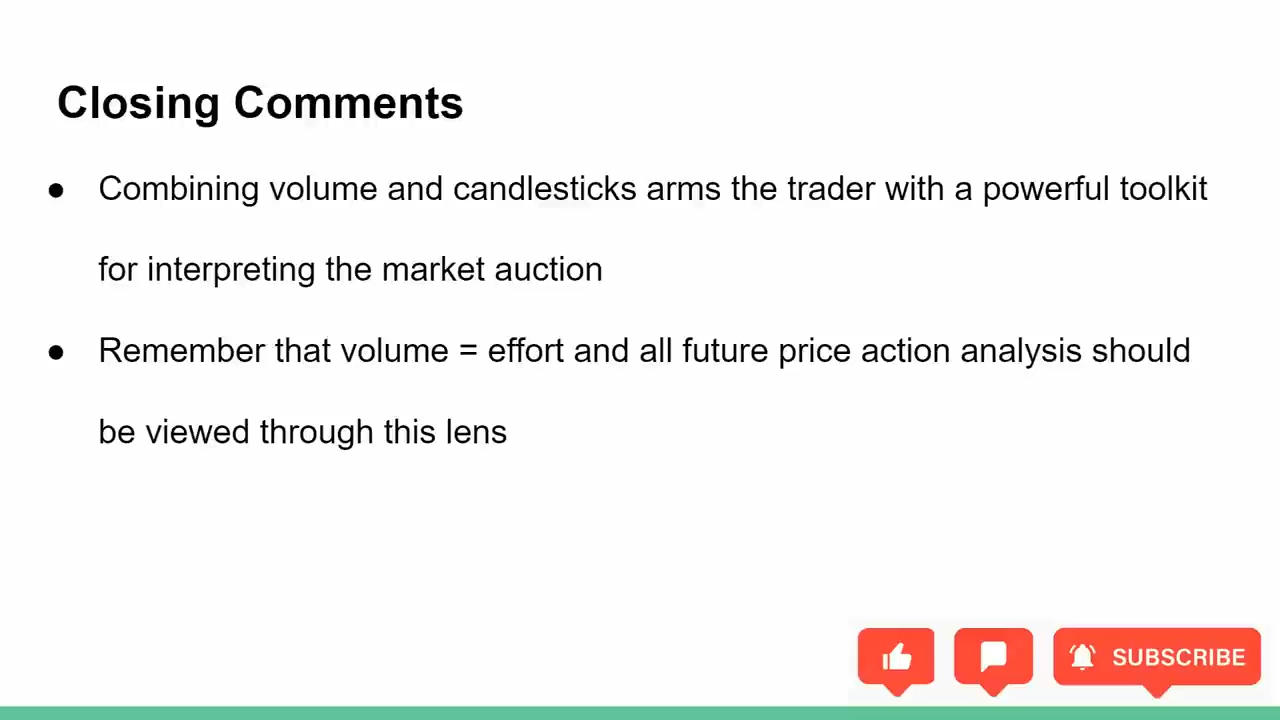 Closing Comments
● Combining volume and candlesticks arms the trader with a powerful toolkit
for interpreting the market auction
● Remember that volume = effort and all future price action analysis should
be viewed through this lens
SUBSCRIBE